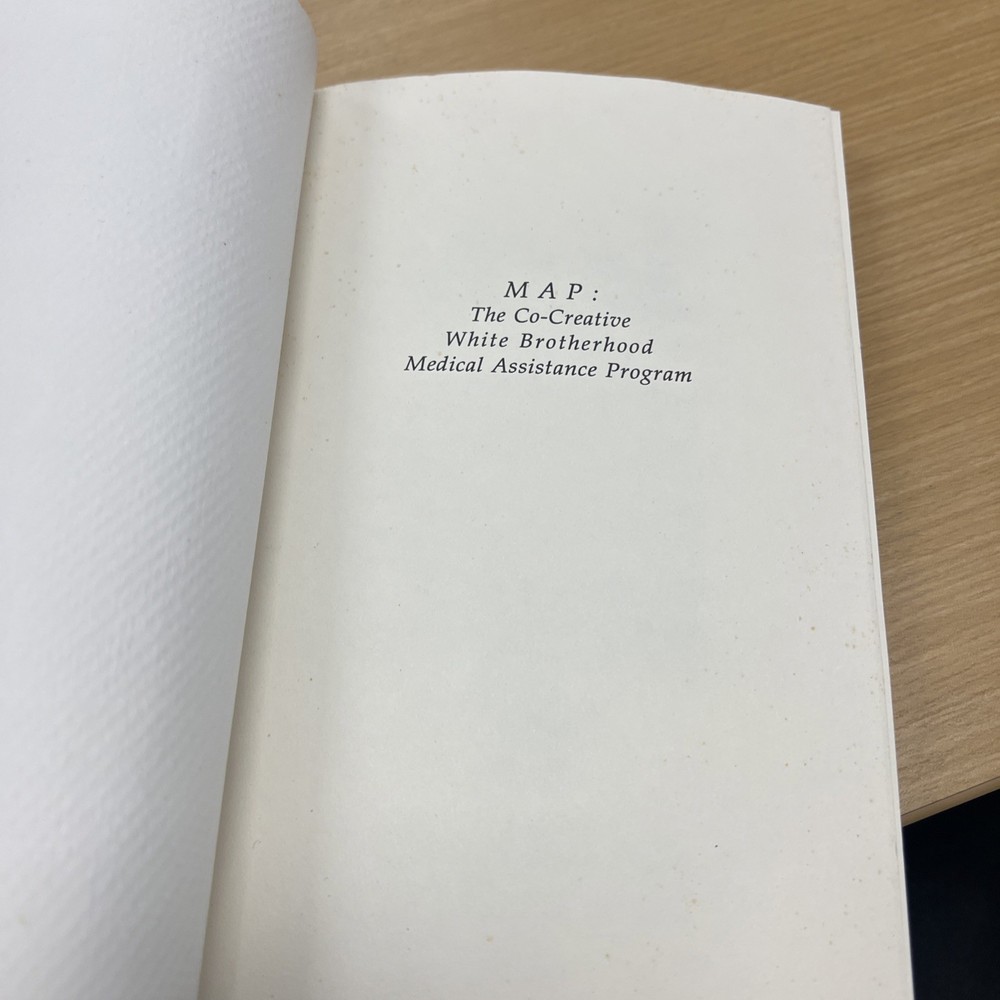 MAP:
The Co-Creative
White Brotherhood
Medical Assistance Program